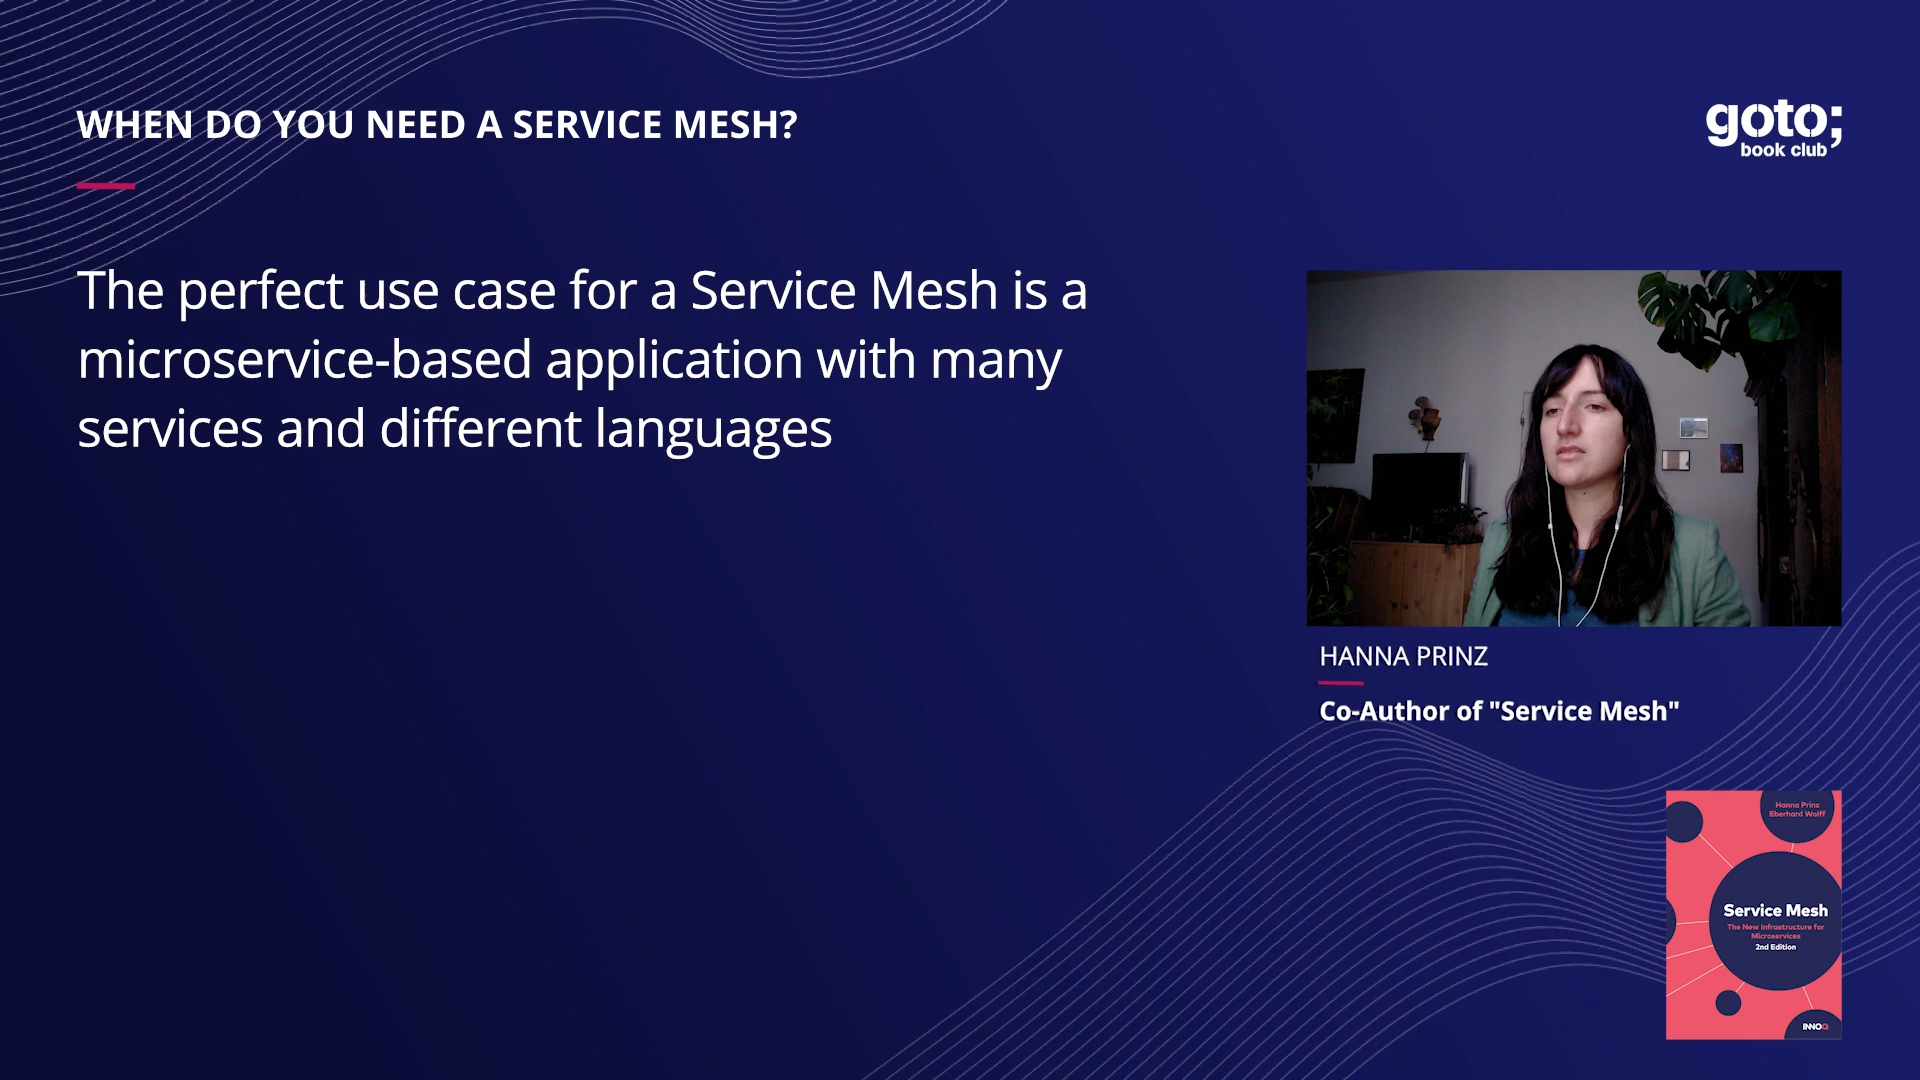 WHEN DO YOU NEED A SERVICE MESH?
goto;
book club
The perfect use case for a Service Mesh is a
microservice-based application with many
services and different languages
HANNA PRINZ
Co-Author of "Service Mesh"
Hanna Prinz
Eberhard Wolff
Service Mesh
The New Infrastructure for
Microservices
2nd Edition
INNOQ